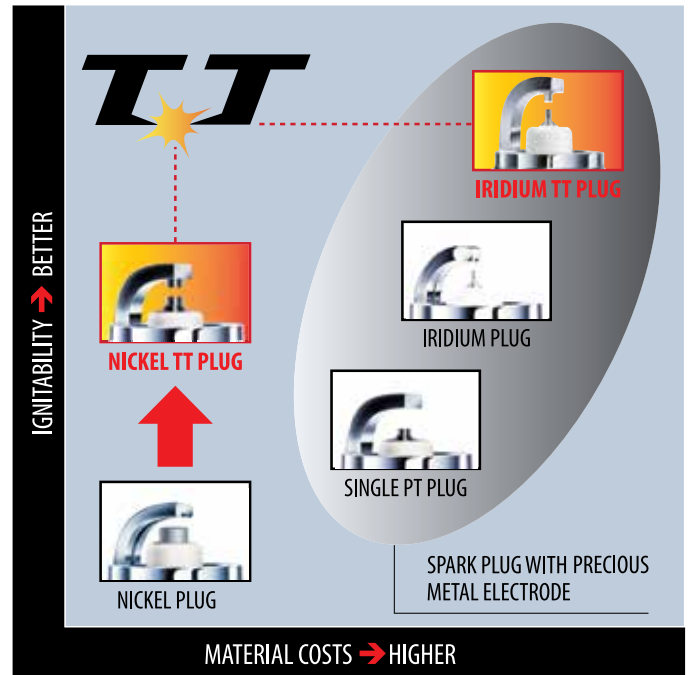 TT
IRIDIUM TT PLUG
IGNITABILITY → BETTER
IRIDIUM PLUG
NICKEL TT PLUG
SINGLE PT PLUG
NICKEL PLUG
SPARK PLUG WITH PRECIOUS
METAL ELECTRODE
MATERIAL COSTS → HIGHER